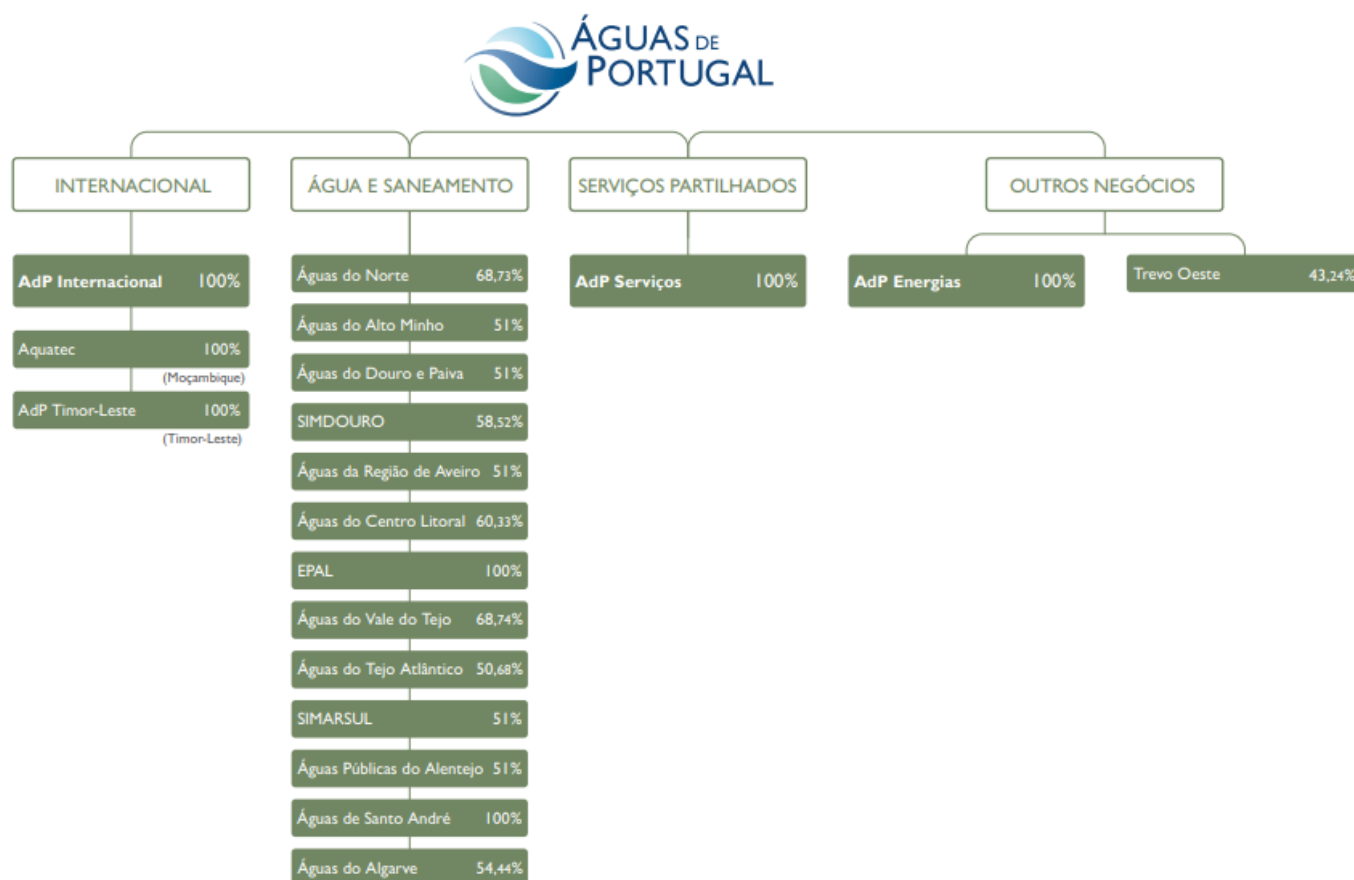 ÁGUAS DE
PORTUGAL
INTERNACIONAL
AdP Internacional 100%
Aquatec 100%
(Moçambique)
AdP Timor-Leste 100%
(Timor-Leste)
ÁGUA E SANEAMENTO
Águas do Norte 68,73%
Águas do Alto Minho 51%
Águas do Douro e Paiva 51%
SIMDOURO 58,52%
Águas da Região de Aveiro 51%
Águas do Centro Litoral 60,33%
EPAL 100%
Águas do Vale do Tejo 68,74%
Águas do Tejo Atlântico 50,68%
SIMARSUL 51%
Águas Públicas do Alentejo 51%
Águas de Santo André 100%
Águas do Algarve 54,44%
SERVIÇOS PARTILHADOS
AdP Serviços 100%
OUTROS NEGÓCIOS
AdP Energias 100%
Trevo Oeste 43,24%